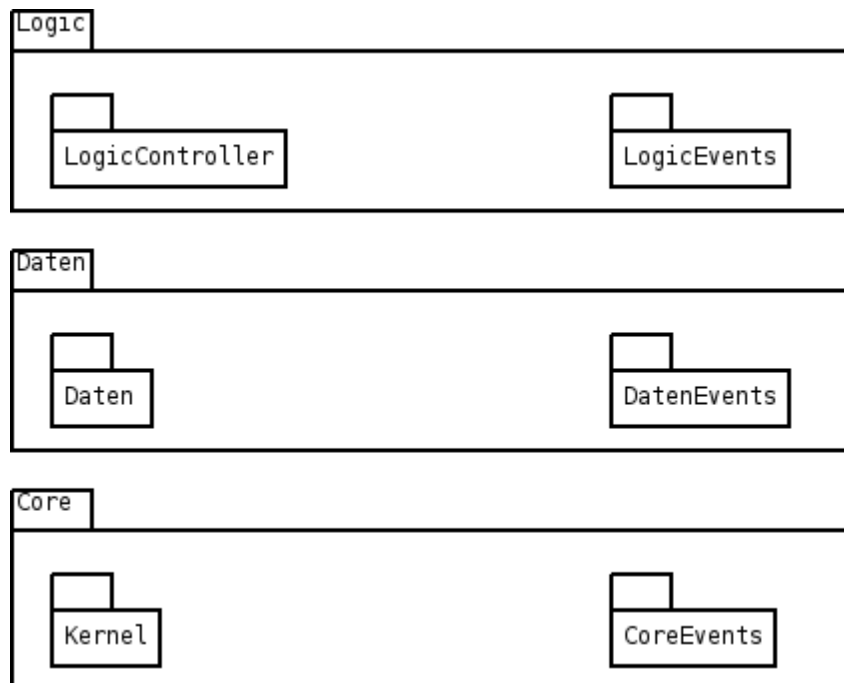 Logic
LogicController
LogicEvents
Daten
Daten
DatenEvents
Core
Kernel
CoreEvents